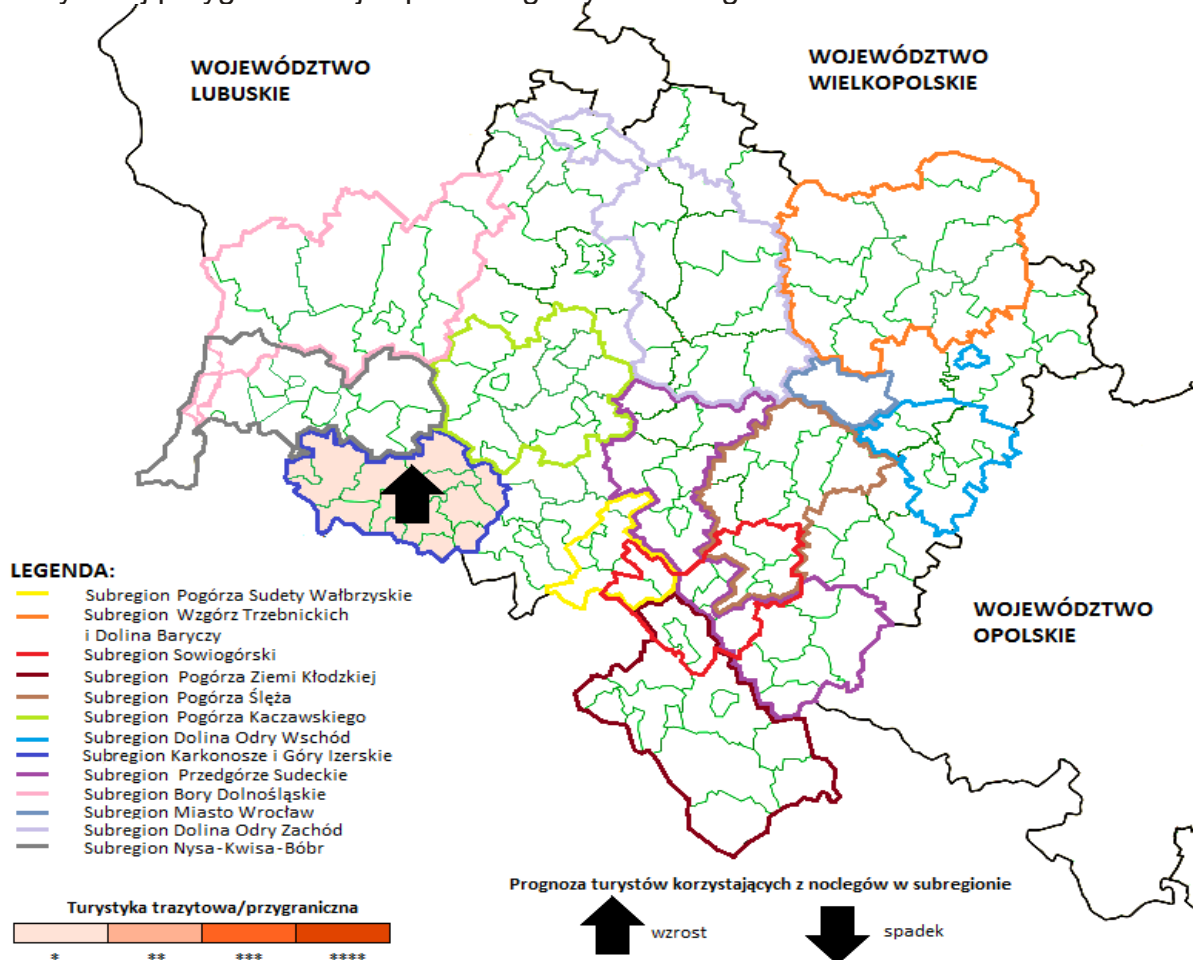 WOJEWÓDZTWO
LUBUSKIE
WOJEWÓDZTWO
WIELKOPOLSKIE
WOJEWÓDZTWO
OPOLSKIE
LEGENDA:
Subregion Pogórza Sudety Wałbrzyskie
Subregion Wzgórz Trzebnickich
i Dolina Baryczy
Subregion Sowiogórski
Subregion Pogórza Ziemi Kłodzkiej
Subregion Pogórza Ślęża
Subregion Pogórza Kaczawskiego
Subregion Dolina Odry Wschód
Subregion Karkonosze i Góry Izerskie
Subregion Przedgórze Sudeckie
Subregion Bory Dolnośląskie
Subregion Miasto Wrocław
Subregion Dolina Odry Zachód
Subregion Nysa-Kwisa-Bóbr
Turystyka trazytowa/przygraniczna
* ** *** ****
Prognoza turystów korzystających z noclegów w subregionie
wzrost
spadek